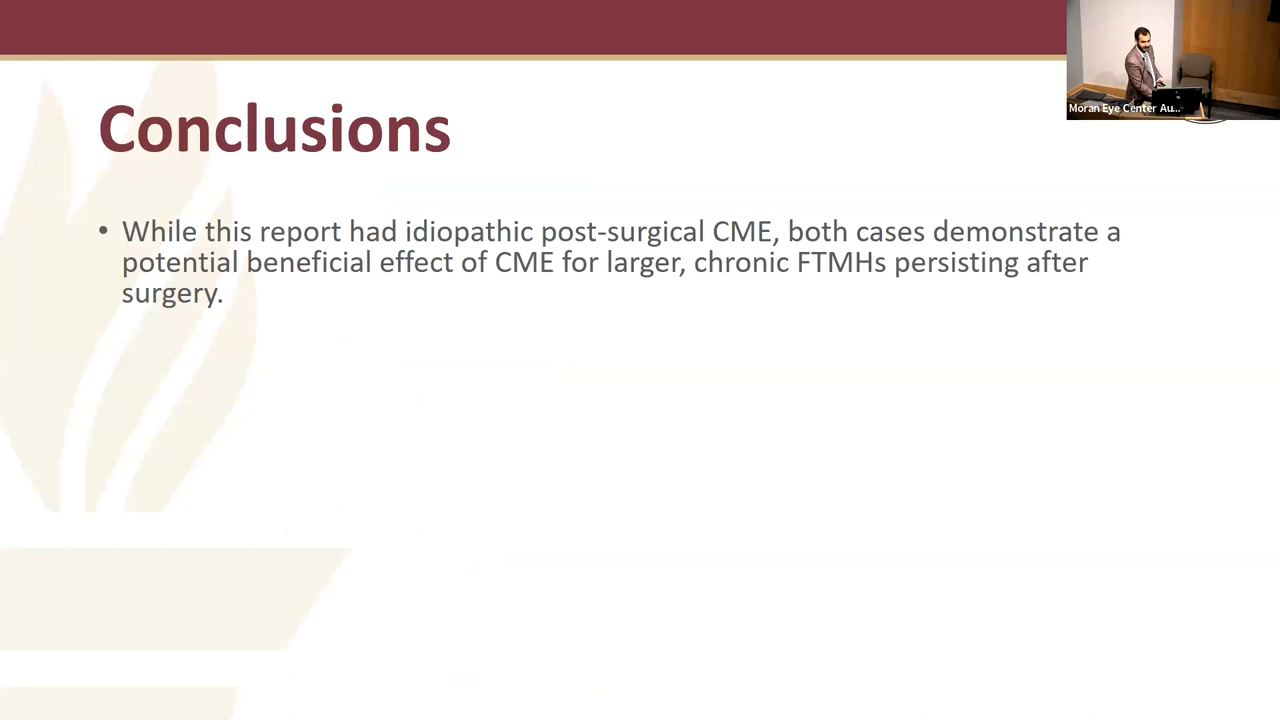 Moran Eye Center Au...
Conclusions
• While this report had idiopathic post-surgical CME, both cases demonstrate a
potential beneficial effect of CME for larger, chronic FTMHs persisting after
surgery.